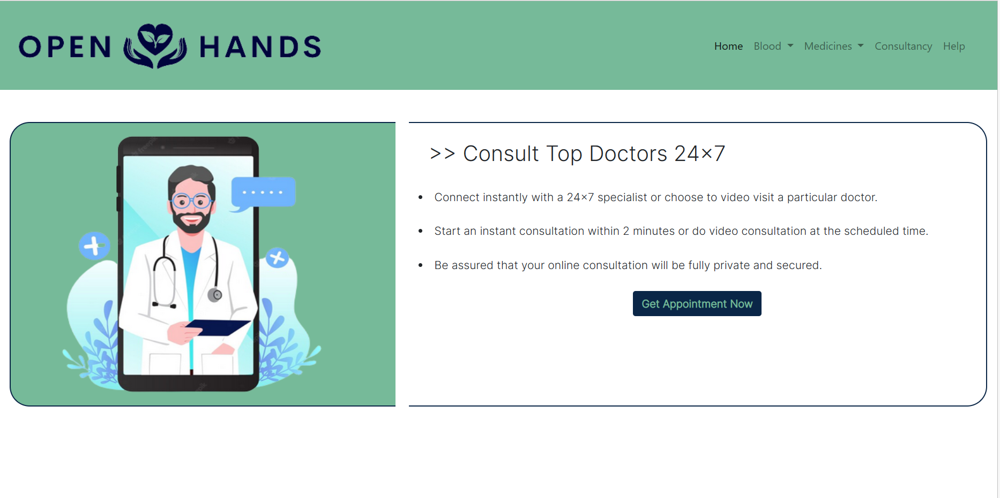 OPEN HANDS
Home Blood Medicines Consultancy Help
>> Consult Top Doctors 24×7
• Connect instantly with a 24×7 specialist or choose to video visit a particular doctor.
• Start an instant consultation within 2 minutes or do video consultation at the scheduled time.
• Be assured that your online consultation will be fully private and secured.
Get Appointment Now